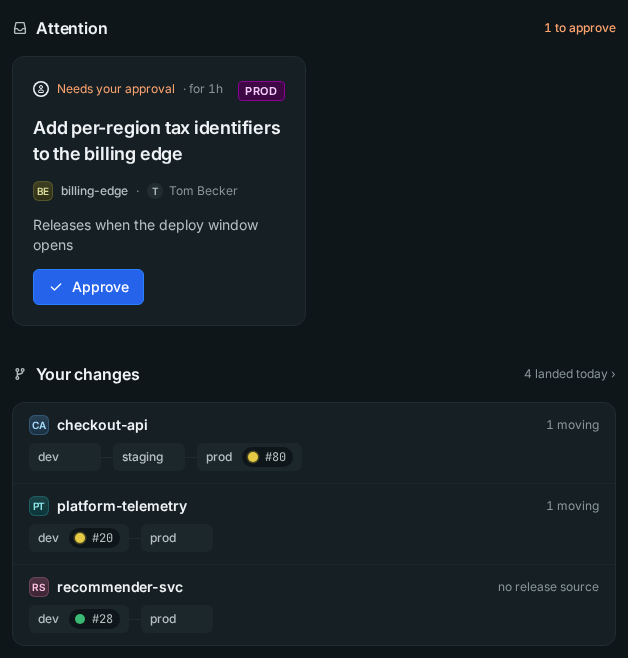 Attention
1 to approve
Needs your approval · for 1h
PROD
Add per-region tax identifiers
to the billing edge
BE billing-edge · T Tom Becker
Releases when the deploy window
opens
Approve
Your changes
4 landed today ›
CA checkout-api
1 moving
dev staging prod #80
PT platform-telemetry
1 moving
dev #20 prod
RS recommender-svc
no release source
dev #28 prod